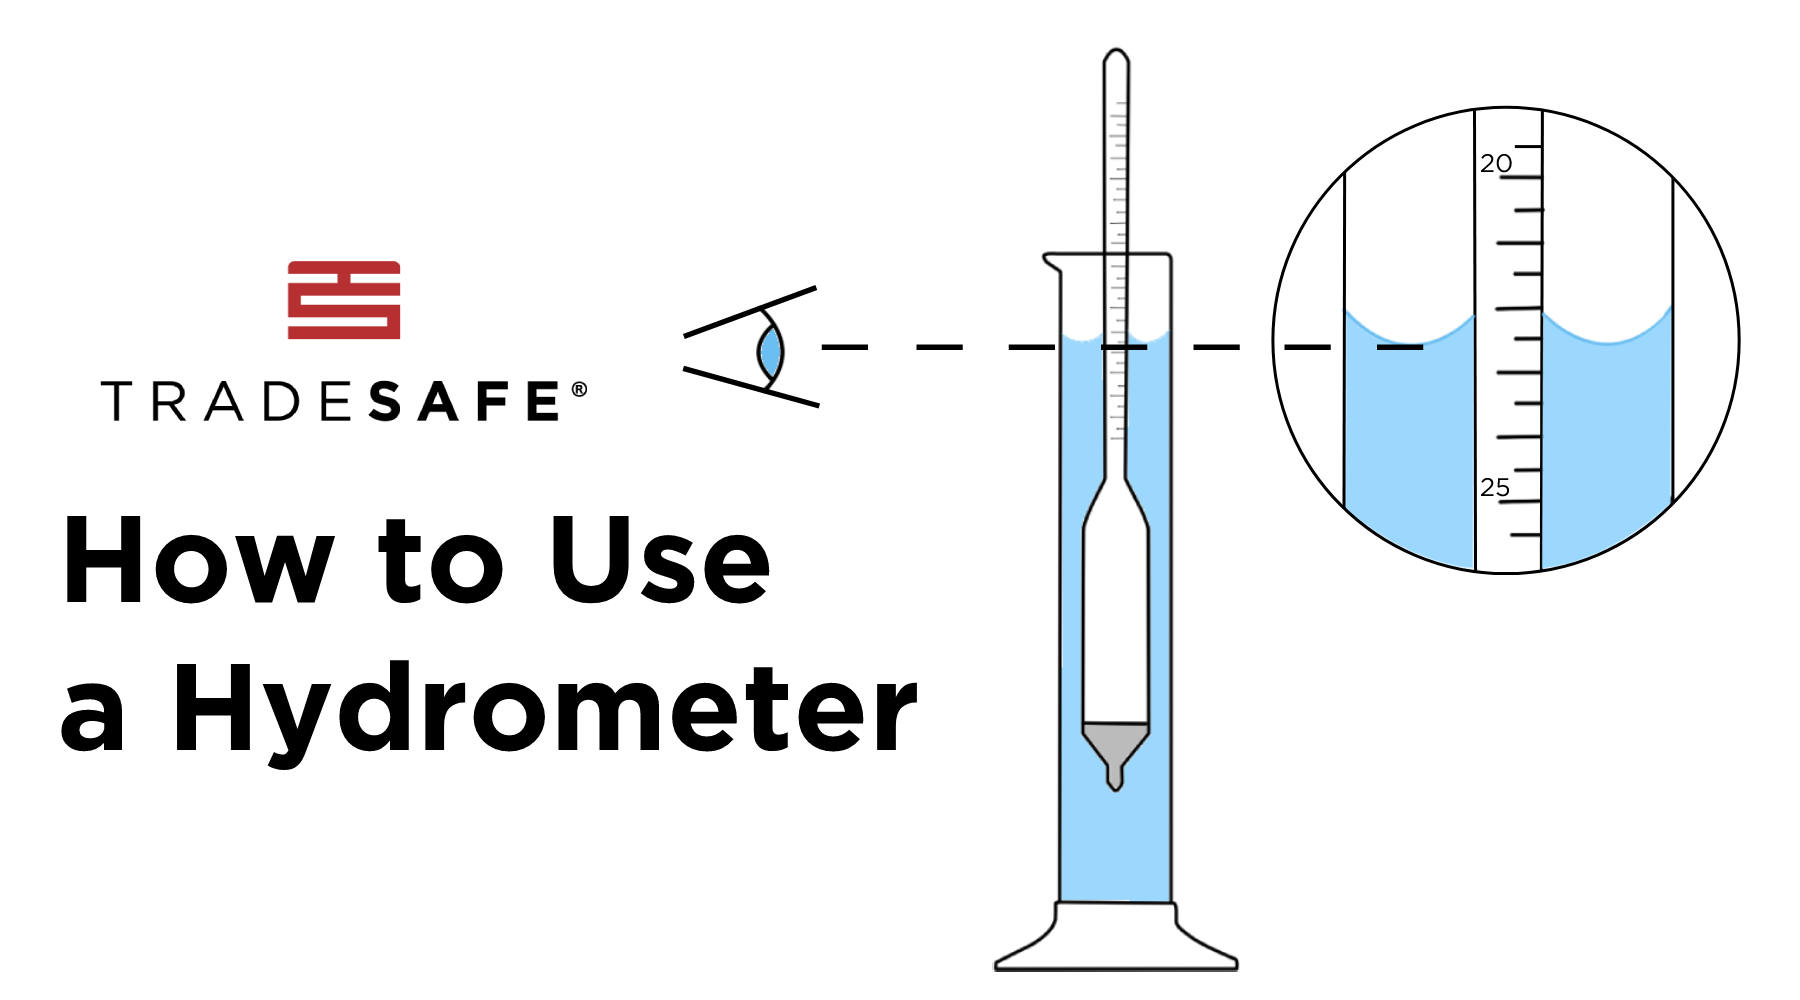 TRADESAFE®
How to Use
a Hydrometer
20
25